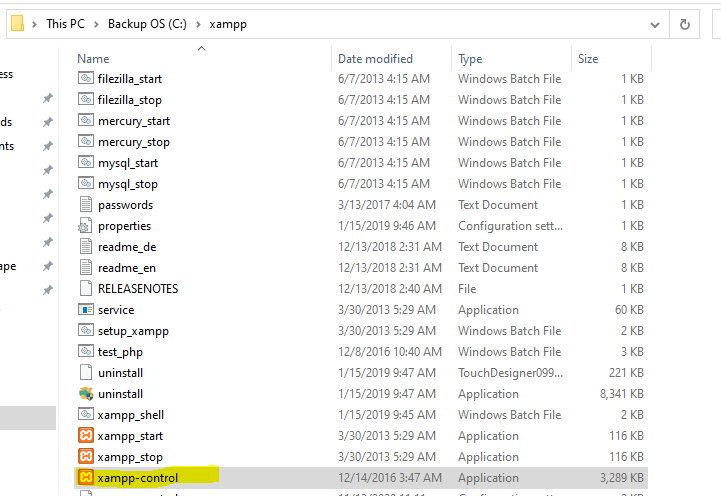 This PC > Backup OS (C:) > xampp
Name Date modified Type Size
ess
filezilla_start 6/7/2013 4:15 AM Windows Batch File 1 KB
filezilla_stop 6/7/2013 4:15 AM Windows Batch File 1 KB
ds mercury_start 6/7/2013 4:15 AM Windows Batch File 1 KB
nts mercury_stop 6/7/2013 4:15 AM Windows Batch File 1 KB
mysql_start 6/7/2013 4:15 AM Windows Batch File 1 KB
mysql_stop 6/7/2013 4:15 AM Windows Batch File 1 KB
passwords 3/13/2017 4:04 AM Text Document 1 KB
properties 1/15/2019 9:46 AM Configuration sett... 1 KB
readme_de 12/13/2018 2:31 AM Text Document 8 KB
ape readme_en 12/13/2018 2:31 AM Text Document 8 KB
RELEASENOTES 12/13/2018 2:40 AM File 1 KB
service 3/30/2013 5:29 AM Application 60 KB
setup_xampp 3/30/2013 5:29 AM Windows Batch File 2 KB
test_php 12/8/2016 10:40 AM Windows Batch File 3 KB
uninstall 1/15/2019 9:47 AM TouchDesigner099... 221 KB
uninstall 1/15/2019 9:47 AM Application 8,341 KB
xampp_shell 1/15/2019 9:45 AM Windows Batch File 2 KB
xampp_start 3/30/2013 5:29 AM Application 116 KB
xampp_stop 3/30/2013 5:29 AM Application 116 KB
xampp-control 12/14/2016 3:47 AM Application 3,289 KB